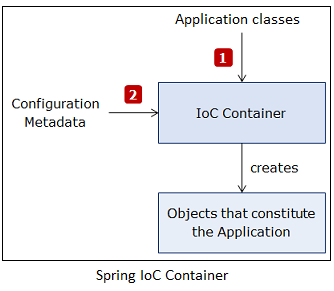 Application classes
1
2
Configuration
Metadata
IoC Container
creates
Objects that constitute
the Application
Spring IoC Container